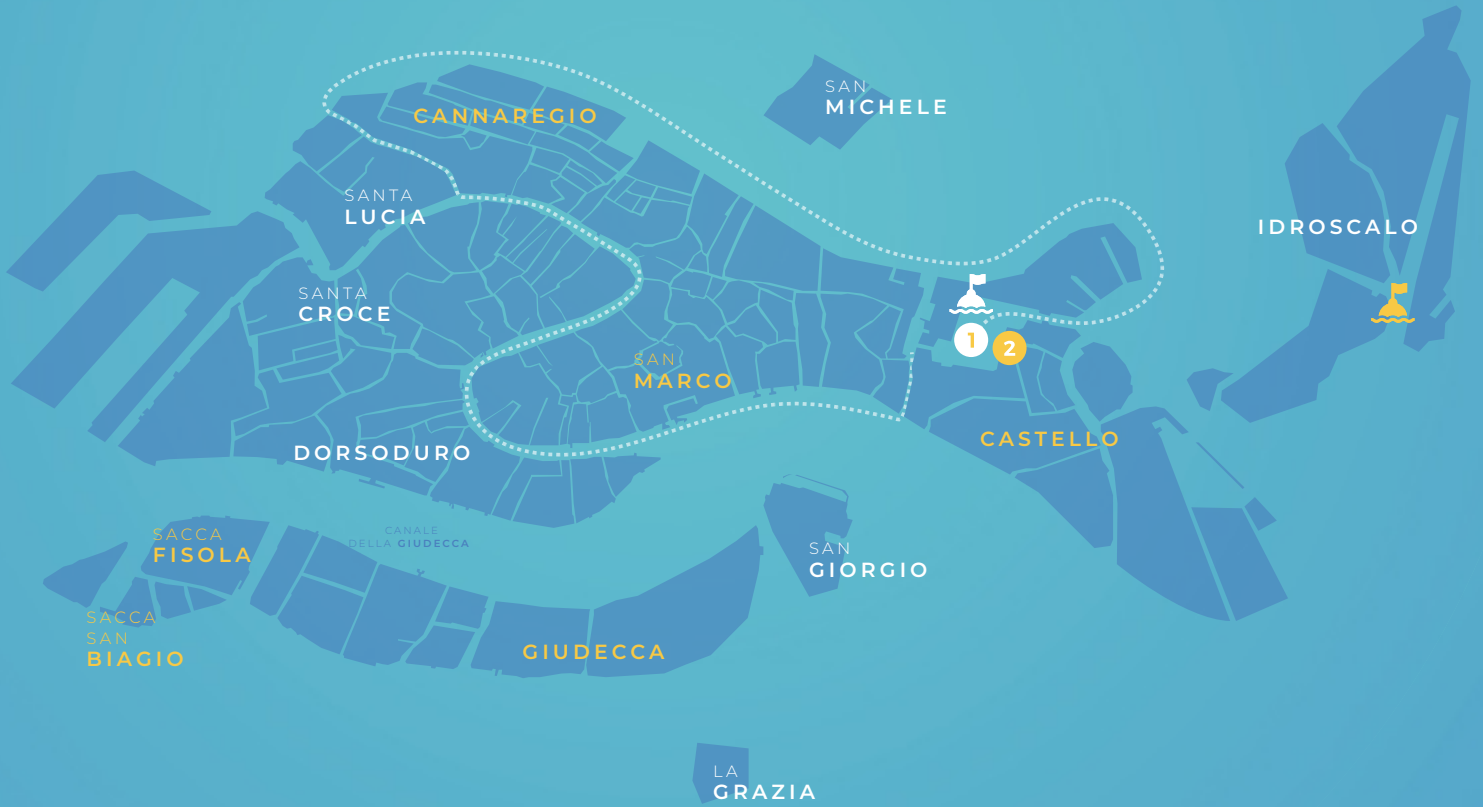 SAN
MICHELE
CANNAREGIO
SANTA
LUCIA
IDROSCALO
SANTA
CROCE
1
2
SAN
MARCO
CASTELLO
DORSODURO
CANALE
DELLA GIUDECCA
SACCA
FISOLA
SAN
GIORGIO
SACCA
SAN
BIAGIO
GIUDECCA
LA
GRAZIA